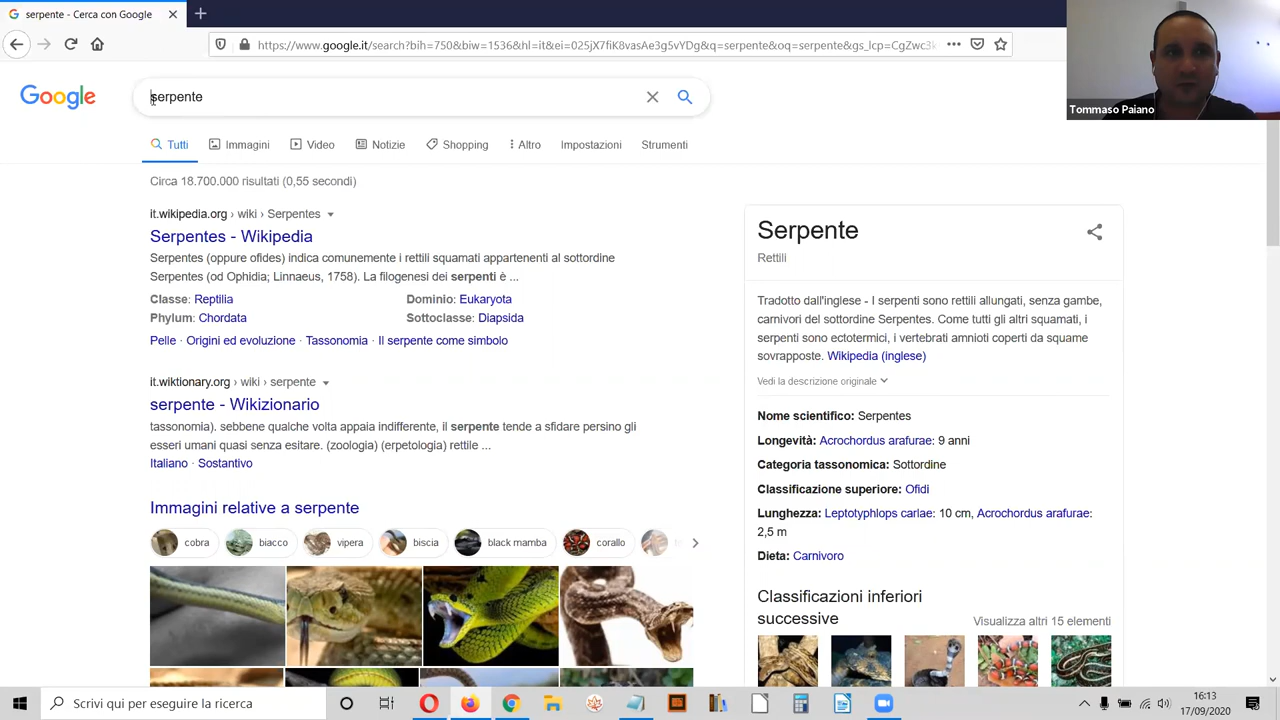 serpente - Cerca con Google
https://www.google.it/search?bih=750&biw=1536&hl=it&ei=025jX7fiK8vasAe3g5vYDg&q=serpente&oq=serpente&gs_lcp=CgZwc3k
Tommaso Paiano
Google
serpente
Tutti Immagini Video Notizie Shopping Altro Impostazioni Strumenti
Circa 18.700.000 risultati (0,55 secondi)
it.wikipedia.org › wiki › Serpentes
Serpentes - Wikipedia
Serpentes (oppure ofides) indica comunemente i rettili squamati appartenenti al sottordine
Serpentes (od Ophidia; Linnaeus, 1758). La filogenesi dei serpenti è ...
Classe: Reptilia Dominio: Eukaryota
Phylum: Chordata Sottoclasse: Diapsida
Pelle · Origini ed evoluzione · Tassonomia · Il serpente come simbolo
it.wiktionary.org › wiki › serpente
serpente - Wikizionario
tassonomia). sebbene qualche volta appaia indifferente, il serpente tende a sfidare persino gli
esseri umani quasi senza esitare. (zoologia) (erpetologia) rettile ...
Italiano · Sostantivo
Immagini relative a serpente
cobra biacco vipera biscia black mamba corallo
Serpente
Rettili
Tradotto dall'inglese - I serpenti sono rettili allungati, senza gambe,
carnivori del sottordine Serpentes. Come tutti gli altri squamati, i
serpenti sono ectotermici, i vertebrati amnioti coperti da squame
sovrapposte. Wikipedia (inglese)
Vedi la descrizione originale
Nome scientifico: Serpentes
Longevità: Acrochordus arafurae: 9 anni
Categoria tassonomica: Sottordine
Classificazione superiore: Ofidi
Lunghezza: Leptotyphlops carlae: 10 cm, Acrochordus arafurae:
2,5 m
Dieta: Carnivoro
Classificazioni inferiori
successive
Visualizza altri 15 elementi
Scrivi qui per eseguire la ricerca
16:13
17/09/2020